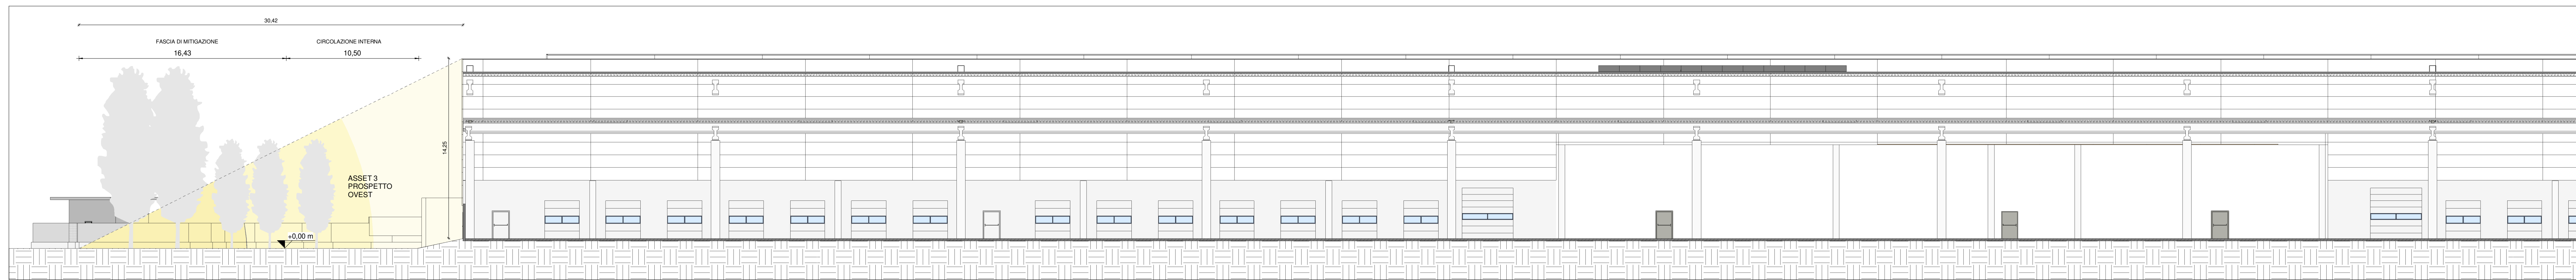 30,42
FASCIA DI MITIGAZIONE
CIRCOLAZIONE INTERNA
16,43
10,50
14,25
ASSET 3
PROSPETTO
OVEST
+0,00 m